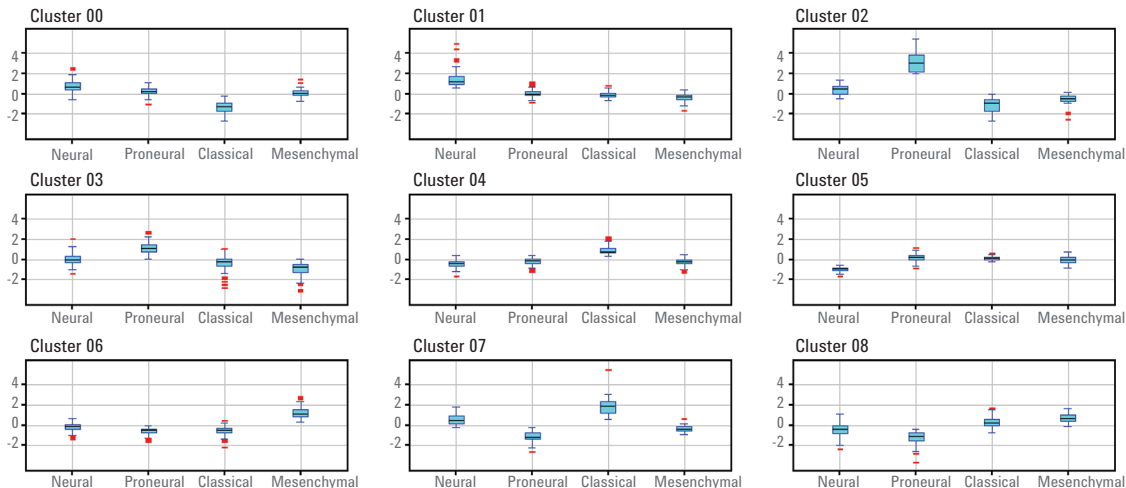 Cluster 00 Cluster 01 Cluster 02
4 4 4
2 2 2
0 0 0
-2 -2 -2
Neural Proneural Classical Mesenchymal Neural Proneural Classical Mesenchymal Neural Proneural Classical Mesenchymal
Cluster 03 Cluster 04 Cluster 05
4 4 4
2 2 2
0 0 0
-2 -2 -2
Neural Proneural Classical Mesenchymal Neural Proneural Classical Mesenchymal Neural Proneural Classical Mesenchymal
Cluster 06 Cluster 07 Cluster 08
4 4 4
2 2 2
0 0 0
-2 -2 -2
Neural Proneural Classical Mesenchymal Neural Proneural Classical Mesenchymal Neural Proneural Classical Mesenchymal